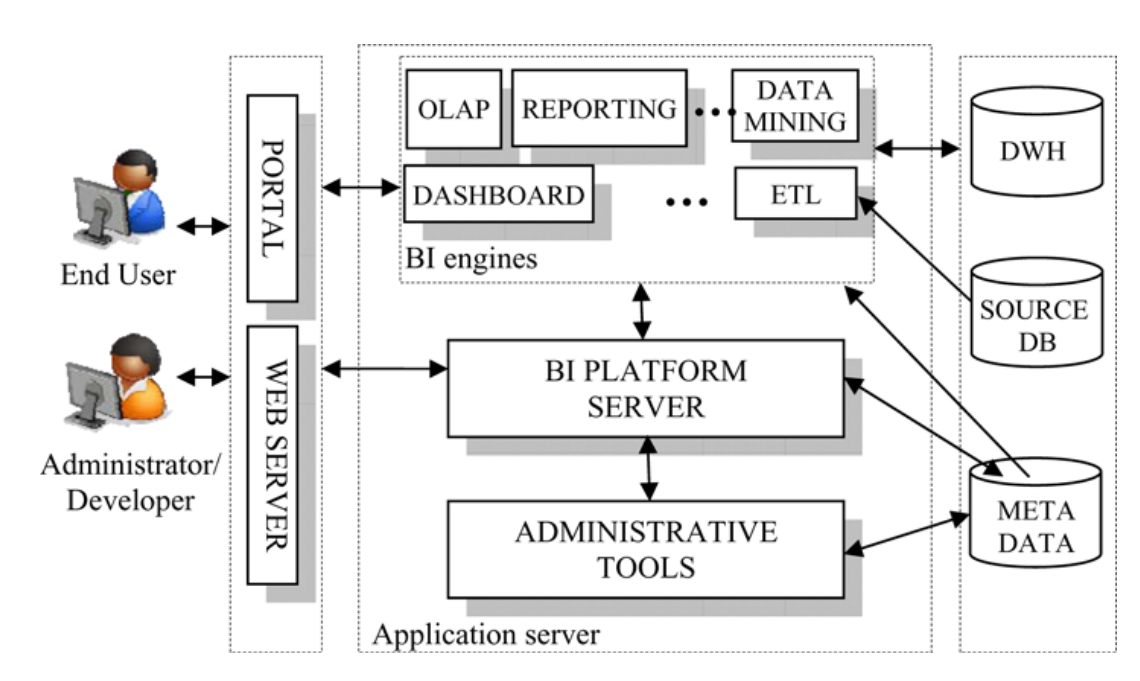 End User
Administrator/
Developer
PORTAL
WEB SERVER
OLAP
REPORTING
DATA
MINING
DASHBOARD
ETL
BI engines
BI PLATFORM
SERVER
ADMINISTRATIVE
TOOLS
Application server
DWH
SOURCE
DB
META
DATA